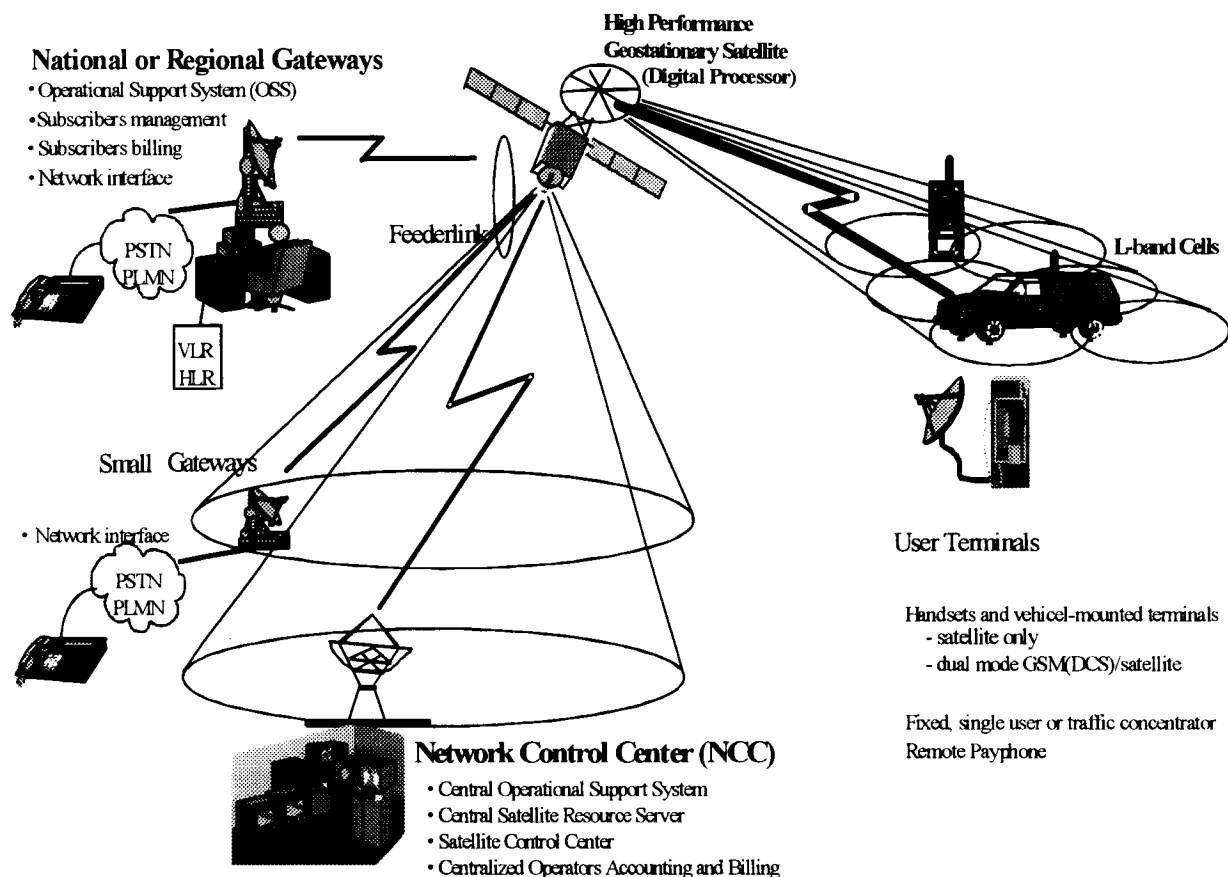 High Performance
Geostationary Satellite
(Digital Processor)
National or Regional Gateways
• Operational Support System (OSS)
• Subscribers management
• Subscribers billing
• Network interface
PSTN
PLMN
VLR
HLR
Feederlink
L-band Cells
Small Gateways
• Network interface
PSTN
PLMN
User Terminals
Handsets and vehicel-mounted terminals
- satellite only
- dual mode GSM(DCS)/satellite
Fixed, single user or traffic concentrator
Remote Payphone
Network Control Center (NCC)
• Central Operational Support System
• Central Satellite Resource Server
• Satellite Control Center
• Centralized Operators Accounting and Billing